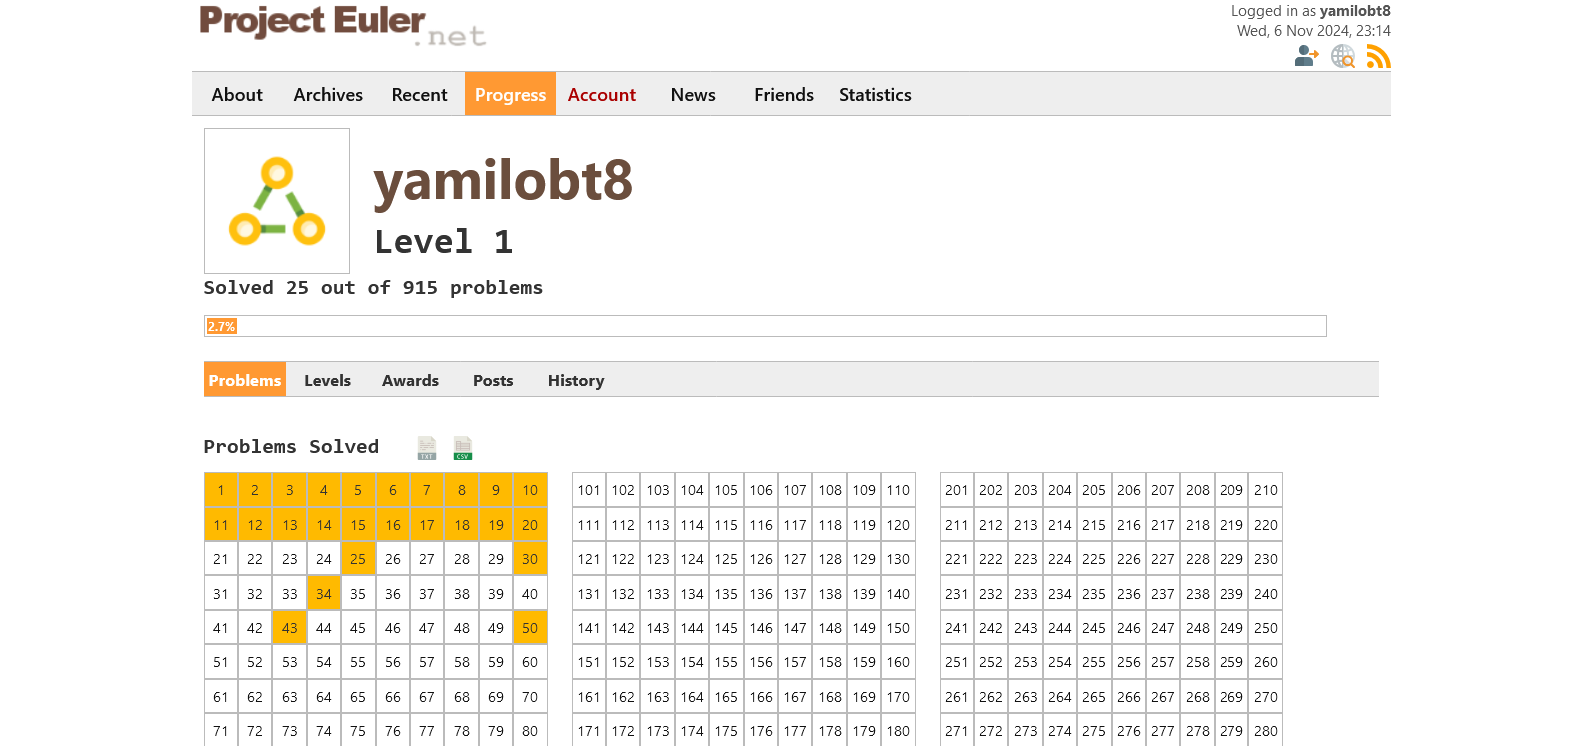 Project Euler.net
Logged in as yamilobt8
Wed, 6 Nov 2024, 23:14
About Archives Recent Progress Account News Friends Statistics
yamilobt8
Level 1
Solved 25 out of 915 problems
2.7%
Problems Levels Awards Posts History
Problems Solved TXT CSV
1 2 3 4 5 6 7 8 9 10 101 102 103 104 105 106 107 108 109 110 201 202 203 204 205 206 207 208 209 210
11 12 13 14 15 16 17 18 19 20 111 112 113 114 115 116 117 118 119 120 211 212 213 214 215 216 217 218 219 220
21 22 23 24 25 26 27 28 29 30 121 122 123 124 125 126 127 128 129 130 221 222 223 224 225 226 227 228 229 230
31 32 33 34 35 36 37 38 39 40 131 132 133 134 135 136 137 138 139 140 231 232 233 234 235 236 237 238 239 240
41 42 43 44 45 46 47 48 49 50 141 142 143 144 145 146 147 148 149 150 241 242 243 244 245 246 247 248 249 250
51 52 53 54 55 56 57 58 59 60 151 152 153 154 155 156 157 158 159 160 251 252 253 254 255 256 257 258 259 260
61 62 63 64 65 66 67 68 69 70 161 162 163 164 165 166 167 168 169 170 261 262 263 264 265 266 267 268 269 270
71 72 73 74 75 76 77 78 79 80 171 172 173 174 175 176 177 178 179 180 271 272 273 274 275 276 277 278 279 280